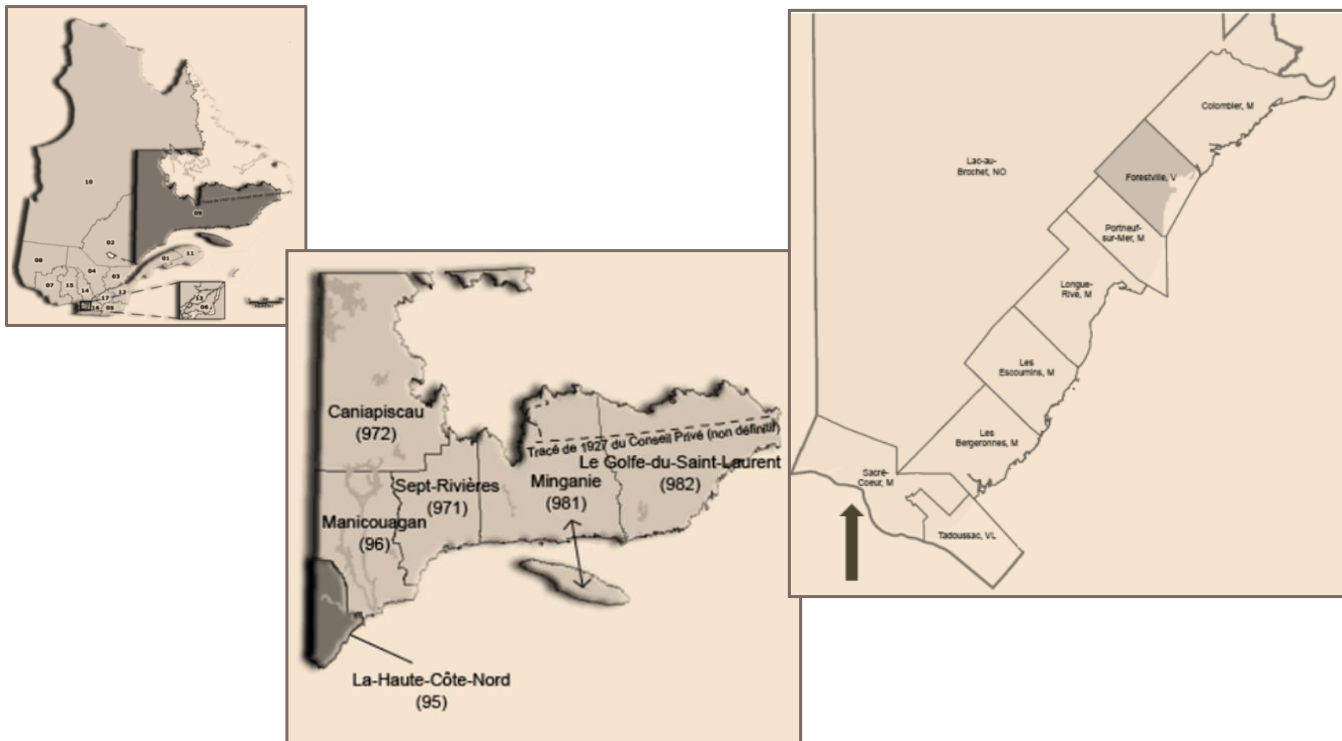 10
09
02
08
04
01
11
03
07
15
14
12
17
16
05
13
06
Caniapiscau
(972)
Tracé de 1927 du Conseil Privé (non définitif)
Le Golfe-du-Saint-Laurent
(982)
Sept-Rivières
(971)
Minganie
(981)
Manicouagan
(96)
La-Haute-Côte-Nord
(95)
Colombier, M
Lac-au-
Brochet, NO
Forestville, V
Portneuf-
sur-Mer, M
Longue-
Rive, M
Les
Escoumins, M
Les
Bergeronnes, M
Sacré-
Coeur, M
Tadoussac, VL